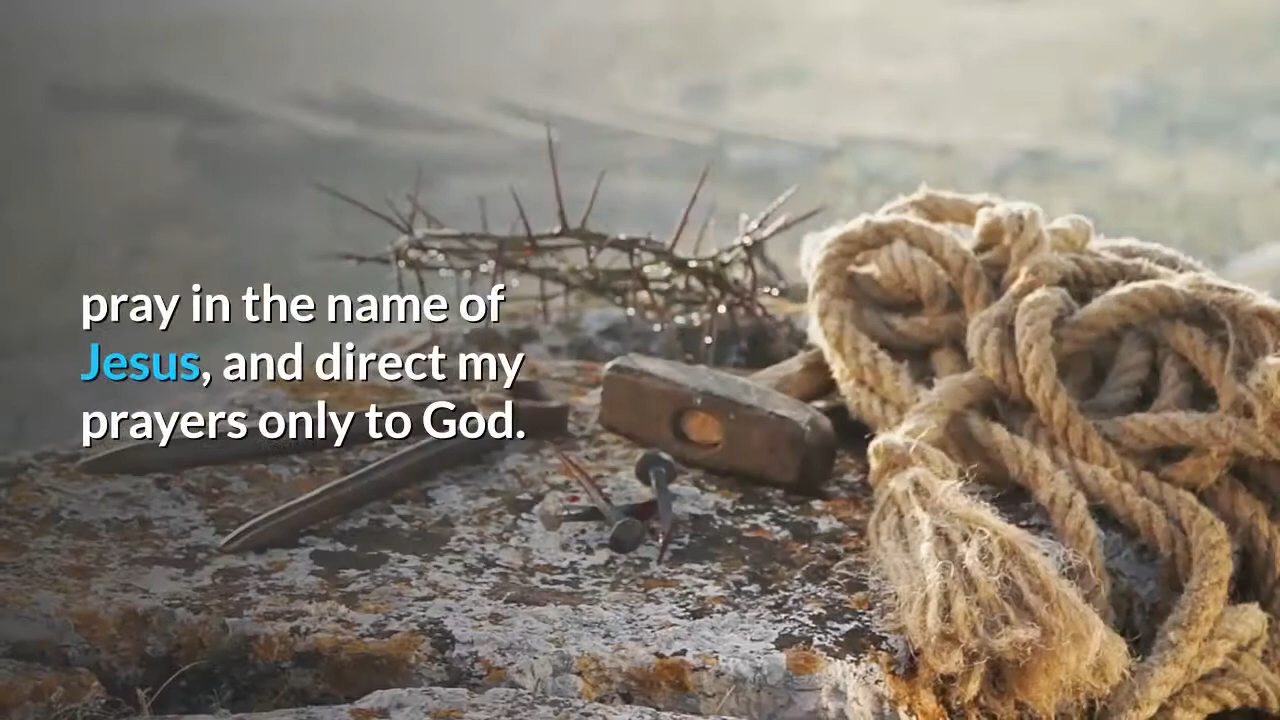 pray in the name of
Jesus, and direct my
prayers only to God.